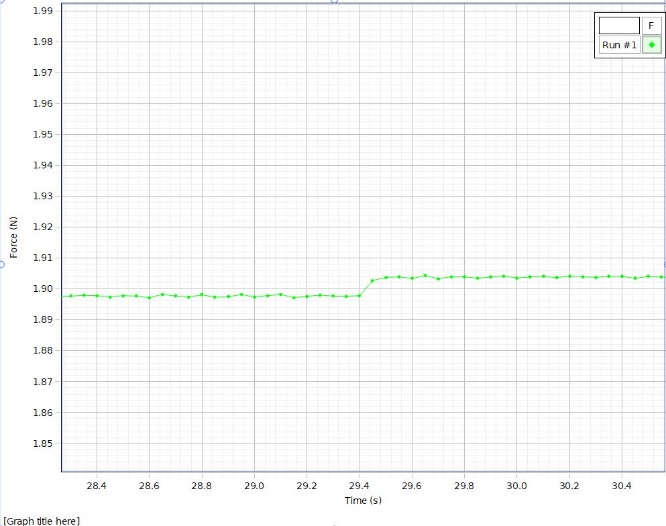 1.99
F
Run #1
1.98
1.97
1.96
1.95
1.94
1.93
1.92
1.91
1.90
1.89
1.88
1.87
1.86
1.85
Force (N)
28.4 28.6 28.8 29.0 29.2 29.4 29.6 29.8 30.0 30.2 30.4
Time (s)
[Graph title here]